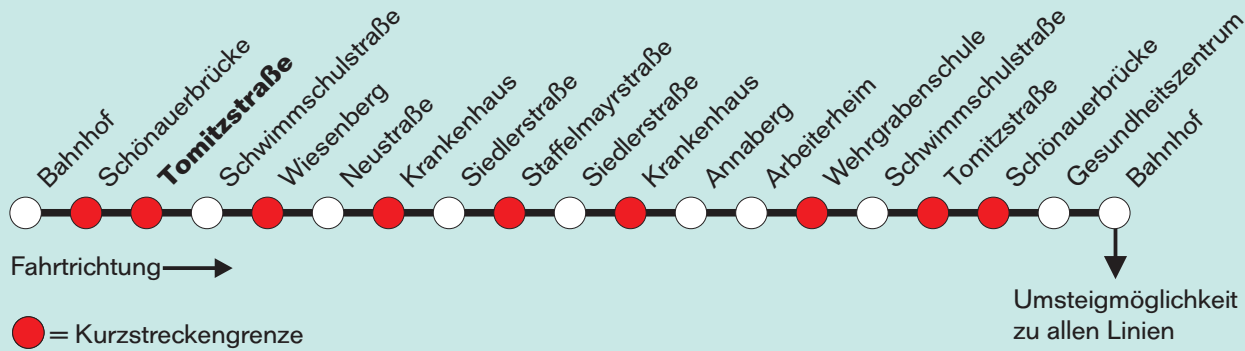 Bahnhof
Schönauerbrücke
Tomitzstraße
Schwimmschulstraße
Wiesenberg
Neustraße
Krankenhaus
Siedlerstraße
Staffelmayrstraße
Siedlerstraße
Krankenhaus
Annaberg
Arbeiterheim
Wehrgrabenschule
Schwimmschulstraße
Tomitzstraße
Schönauerbrücke
Gesundheitszentrum
Bahnhof
Fahrtrichtung
Umsteigmöglichkeit
zu allen Linien
= Kurzstreckengrenze